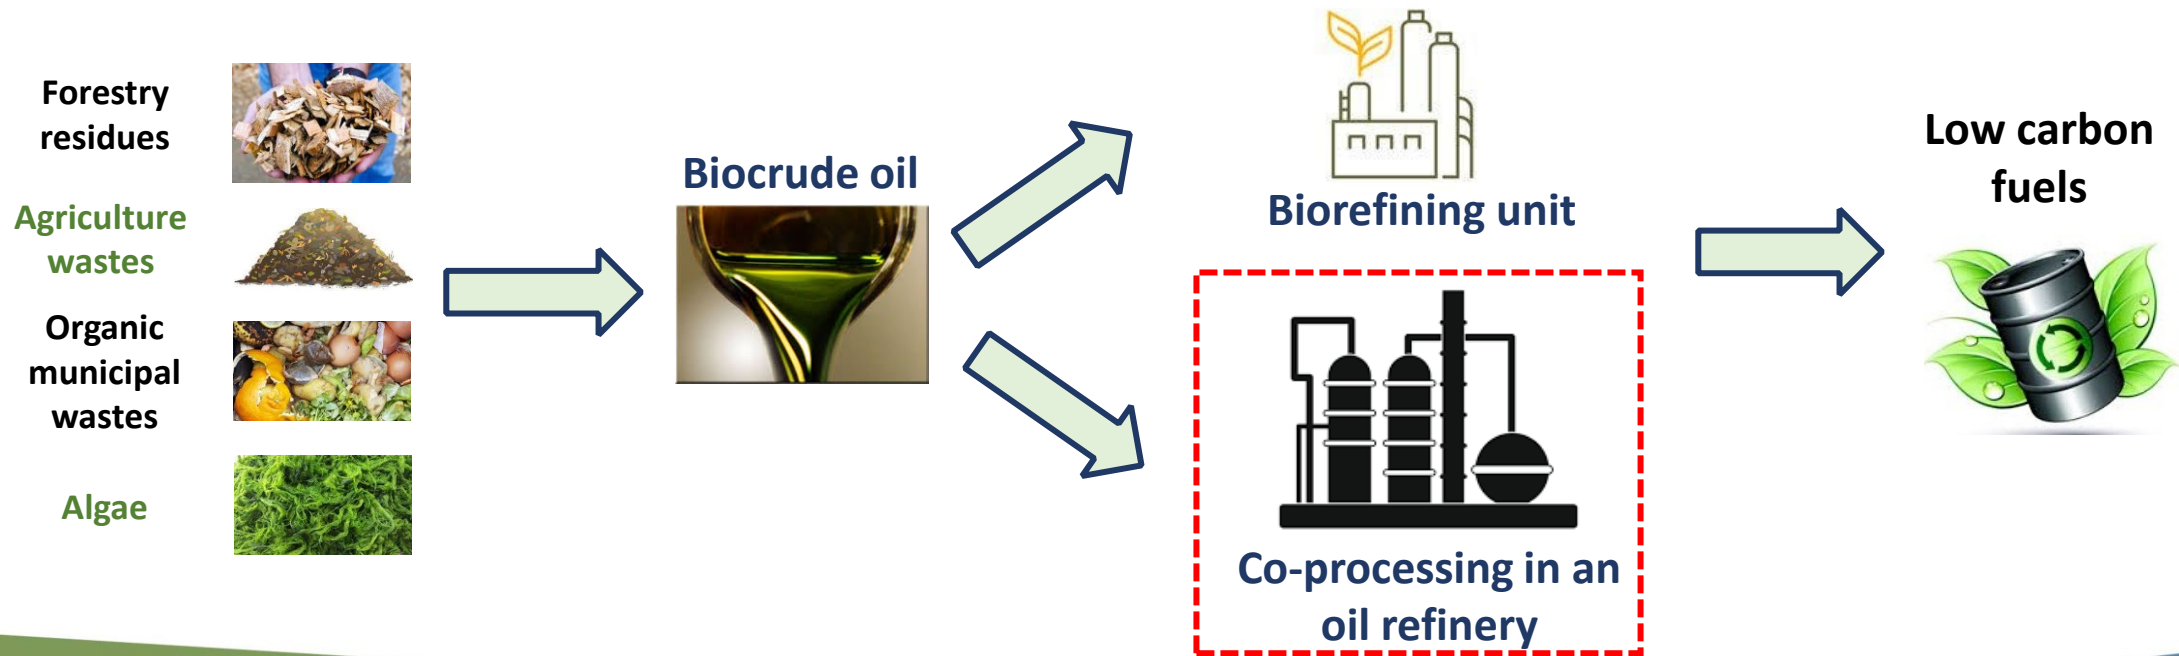 Forestry
residues
Agriculture
wastes
Organic
municipal
wastes
Algae
Biocrude oil
Biorefining unit
Co-processing in an
oil refinery
Low carbon
fuels